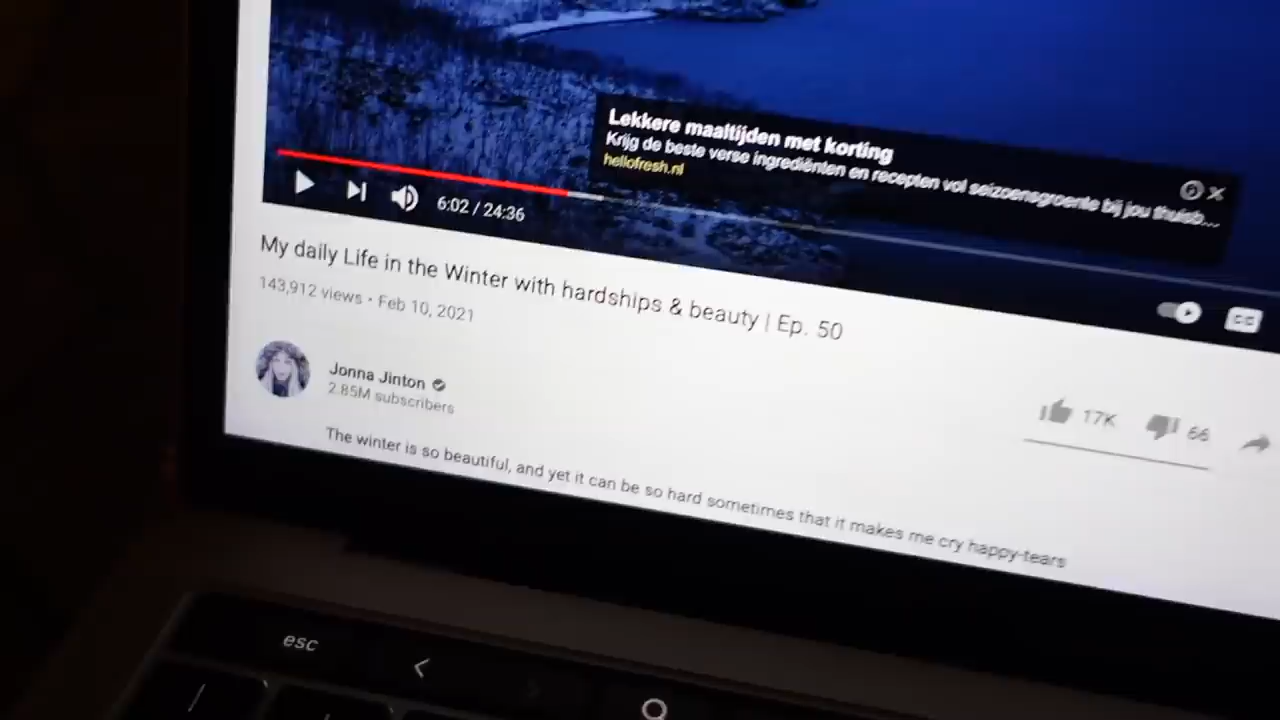 Lekkere maaltijden met korting
Krijg de beste verse ingrediënten en recepten vol seizoensgroente bij jou thuisb...
hellofresh.nl
6:02 / 24:36
CC
My daily Life in the Winter with hardships & beauty | Ep. 50
143,912 views • Feb 10, 2021
17K
66
Jonna Jinton
2.85M subscribers
The winter is so beautiful, and yet it can be so hard sometimes that it makes me cry happy-tears
esc